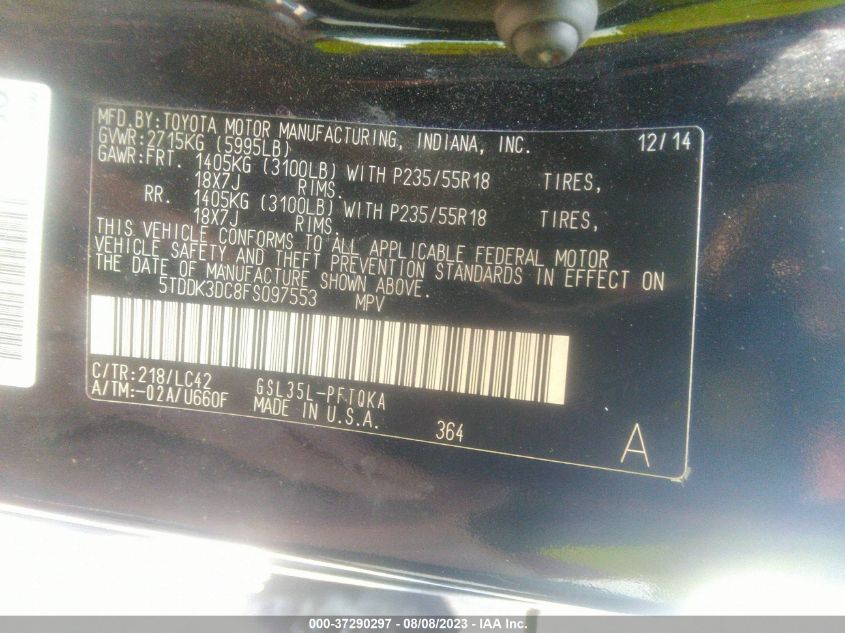 MFD.BY:TOYOTA MOTOR MANUFACTURING, INDIANA, INC. 12/14
GVWR:2715KG (5995LB)
GAWR:FRT. 1405KG (3100LB) WITH P235/55R18 TIRES,
18X7J RIMS,
RR. 1405KG (3100LB) WITH P235/55R18 TIRES,
18X7J RIMS.
THIS VEHICLE CONFORMS TO ALL APPLICABLE FEDERAL MOTOR
VEHICLE SAFETY AND THEFT PREVENTION STANDARDS IN EFFECT ON
THE DATE OF MANUFACTURE SHOWN ABOVE.
5TDDK3DC8FS097553 MPV
C/TR:218/LC42 GSL35L-PFTQKA
A/TM:-02A/U660F MADE IN U.S.A.
364
A
000-37290297 - 08/08/2023 - © IAA Inc.